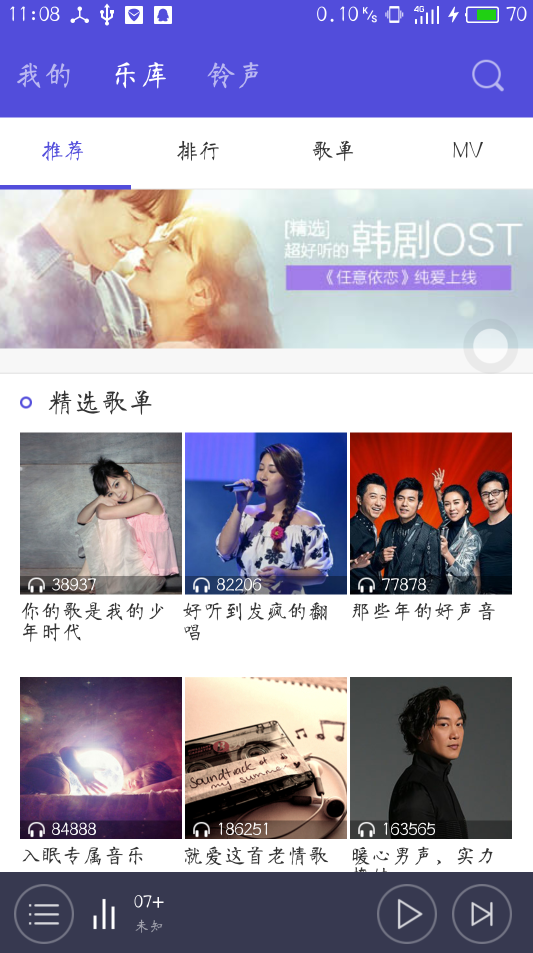 11:08 0.10 K/s 4G 70
我的 乐库 铃声
推荐 排行 歌单 MV
[精选]
超好听的 韩剧OST
《任意依恋》纯爱上线
精选歌单
38937 82206 77878
你的歌是我的少年时代
好听到发疯的翻唱
那些年的好声音
Soundtrack of
my summer
84888 186251 163565
入眠专属音乐 就爱这首老情歌 暖心男声，实力
07+
未知